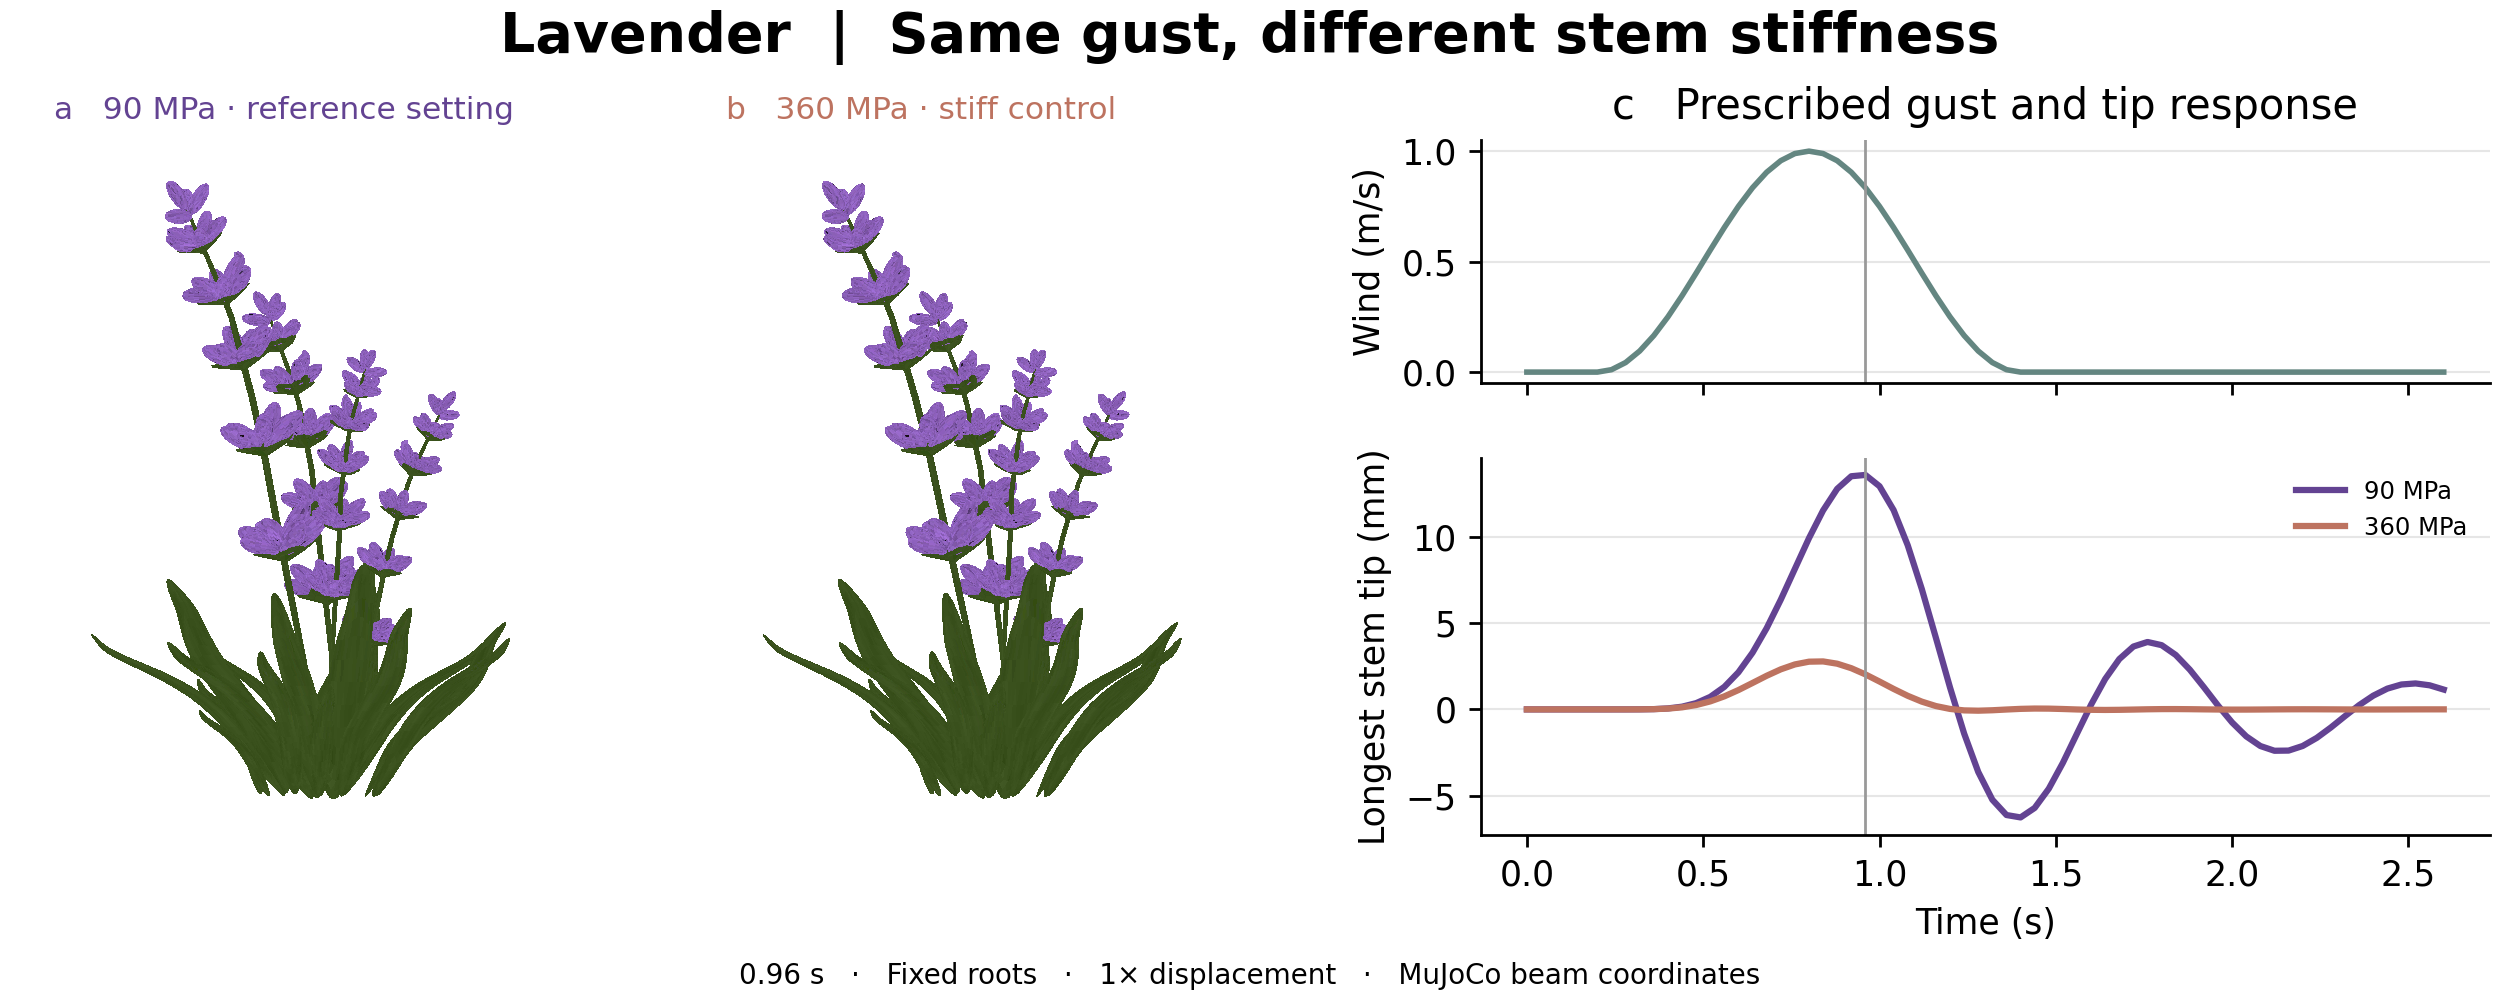 Lavender | Same gust, different stem stiffness
a 90 MPa · reference setting
b 360 MPa · stiff control
c Prescribed gust and tip response
Wind (m/s)
1.0
0.5
0.0
Longest stem tip (mm)
10
5
0
−5
90 MPa
360 MPa
0.0 0.5 1.0 1.5 2.0 2.5
Time (s)
0.96 s · Fixed roots · 1× displacement · MuJoCo beam coordinates